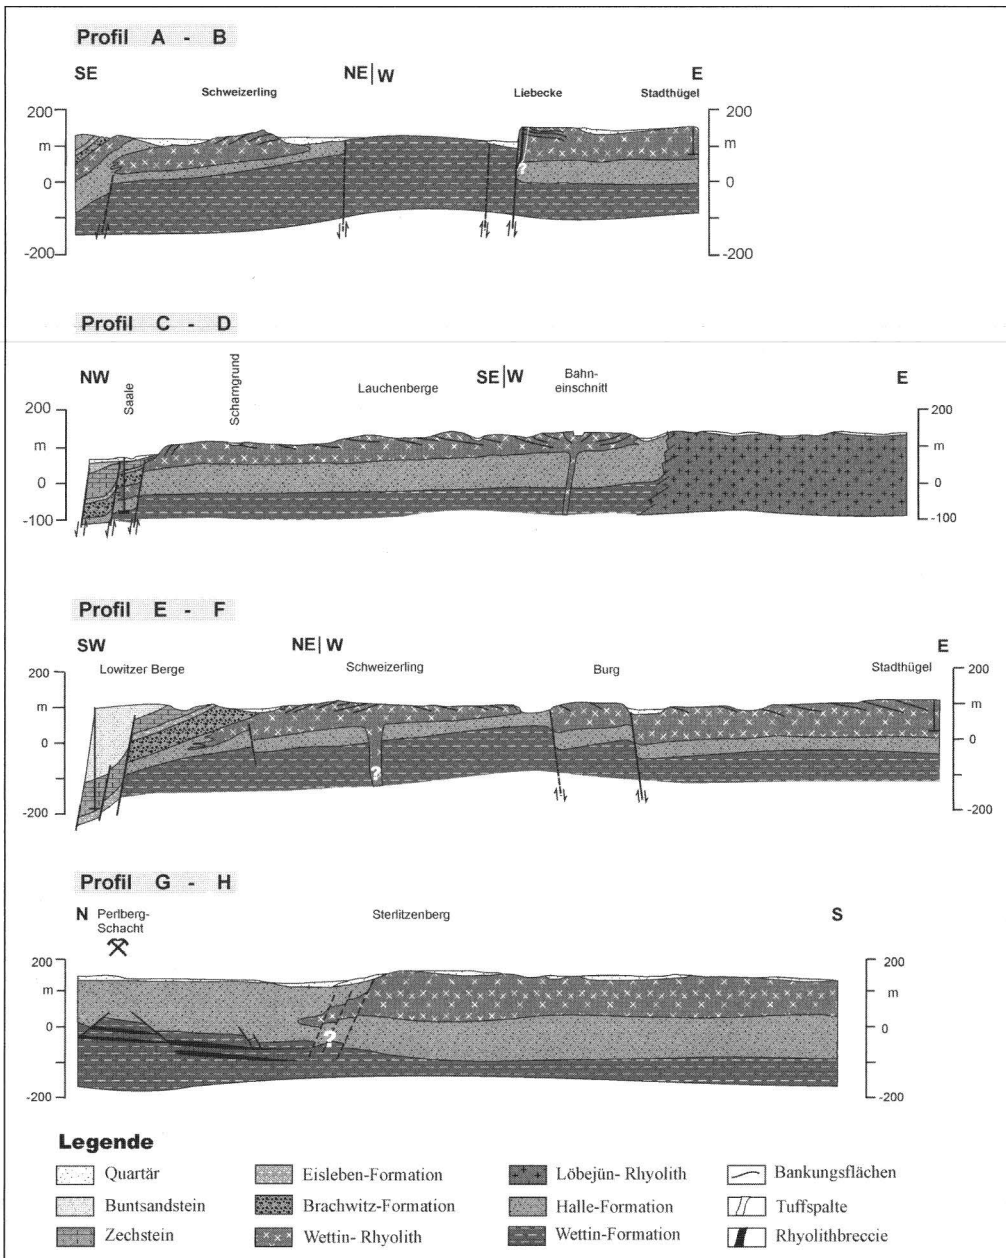 Profil A - B
SE NE|W E
Schweizerling Liebecke Stadthügel
200 200
m m
0 0
? 
-200 -200
Profil C - D
NW SE|W E
Saale Scharngrund Lauchenberge Bahn-
einschnitt
200 200
m m
0 0
-100 -100
Profil E - F
SW NE|W E
Lowitzer Berge Schweizerling Burg Stadthügel
200 200
m m
0 0
?
-200 -200
Profil G - H
N Perlberg- Sterlitzenberg S
Schacht
200 200
m m
0 0
?
-200 -200
Legende
Quartär Eisleben-Formation Löbejün- Rhyolith Bankungsflächen
Buntsandstein Brachwitz-Formation Halle-Formation Tuffspalte
Zechstein Wettin- Rhyolith Wettin-Formation Rhyolithbreccie